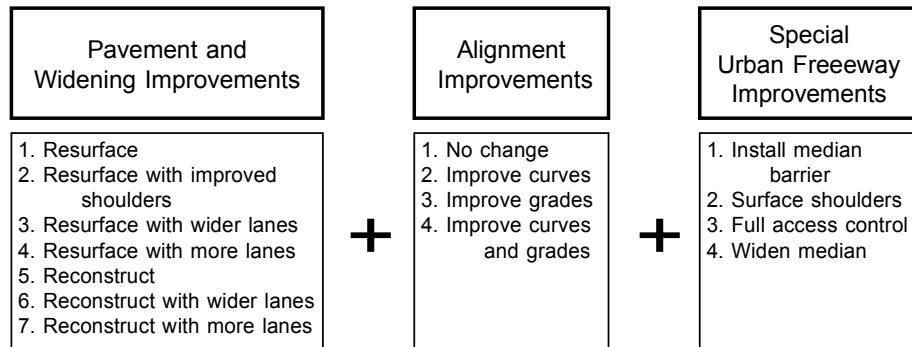 Pavement and
Widening Improvements
1. Resurface
2. Resurface with improved
shoulders
3. Resurface with wider lanes
4. Resurface with more lanes
5. Reconstruct
6. Reconstruct with wider lanes
7. Reconstruct with more lanes
+
Alignment
Improvements
1. No change
2. Improve curves
3. Improve grades
4. Improve curves
and grades
+
Special
Urban Freeeway
Improvements
1. Install median
barrier
2. Surface shoulders
3. Full access control
4. Widen median